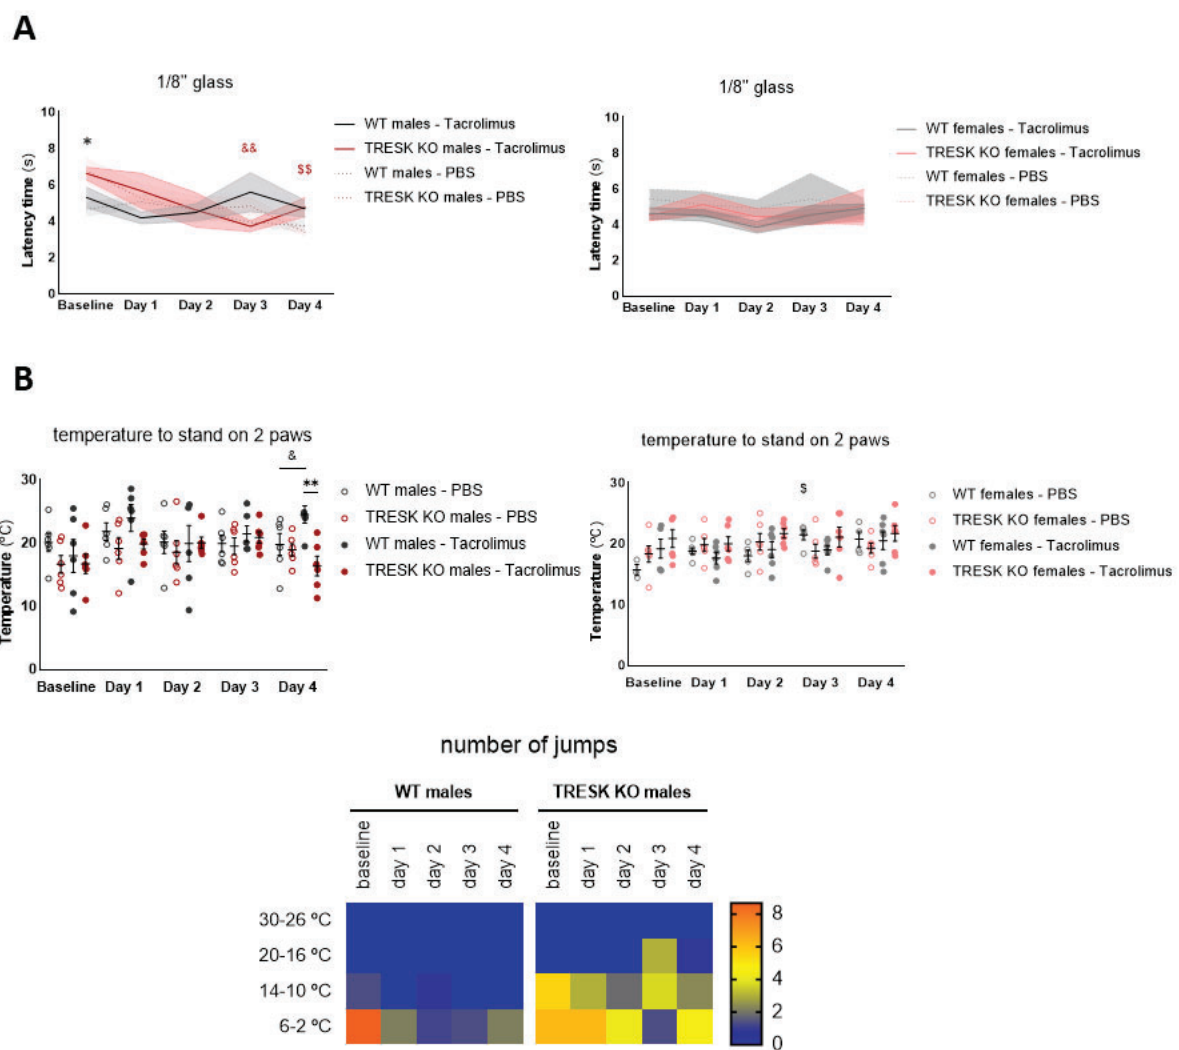 A
1/8" glass
10
8
6
4
2
0
Latency time (s)
*
&&
$$
Baseline Day 1 Day 2 Day 3 Day 4
WT males - Tacrolimus
TRESK KO males - Tacrolimus
WT males - PBS
TRESK KO males - PBS
1/8" glass
10
8
6
4
2
0
Latency time (s)
Baseline Day 1 Day 2 Day 3 Day 4
WT females - Tacrolimus
TRESK KO females - Tacrolimus
WT females - PBS
TRESK KO females - PBS
B
temperature to stand on 2 paws
&
**
30
20
10
0
Temperature (ºC)
Baseline Day 1 Day 2 Day 3 Day 4
WT males - PBS
TRESK KO males - PBS
WT males - Tacrolimus
TRESK KO males - Tacrolimus
temperature to stand on 2 paws
$
30
20
10
0
Temperature (ºC)
Baseline Day 1 Day 2 Day 3 Day 4
WT females - PBS
TRESK KO females - PBS
WT females - Tacrolimus
TRESK KO females - Tacrolimus
number of jumps
WT males TRESK KO males
baseline day 1 day 2 day 3 day 4 baseline day 1 day 2 day 3 day 4
30-26 ºC
20-16 ºC
14-10 ºC
6-2 ºC
8
6
4
2
0